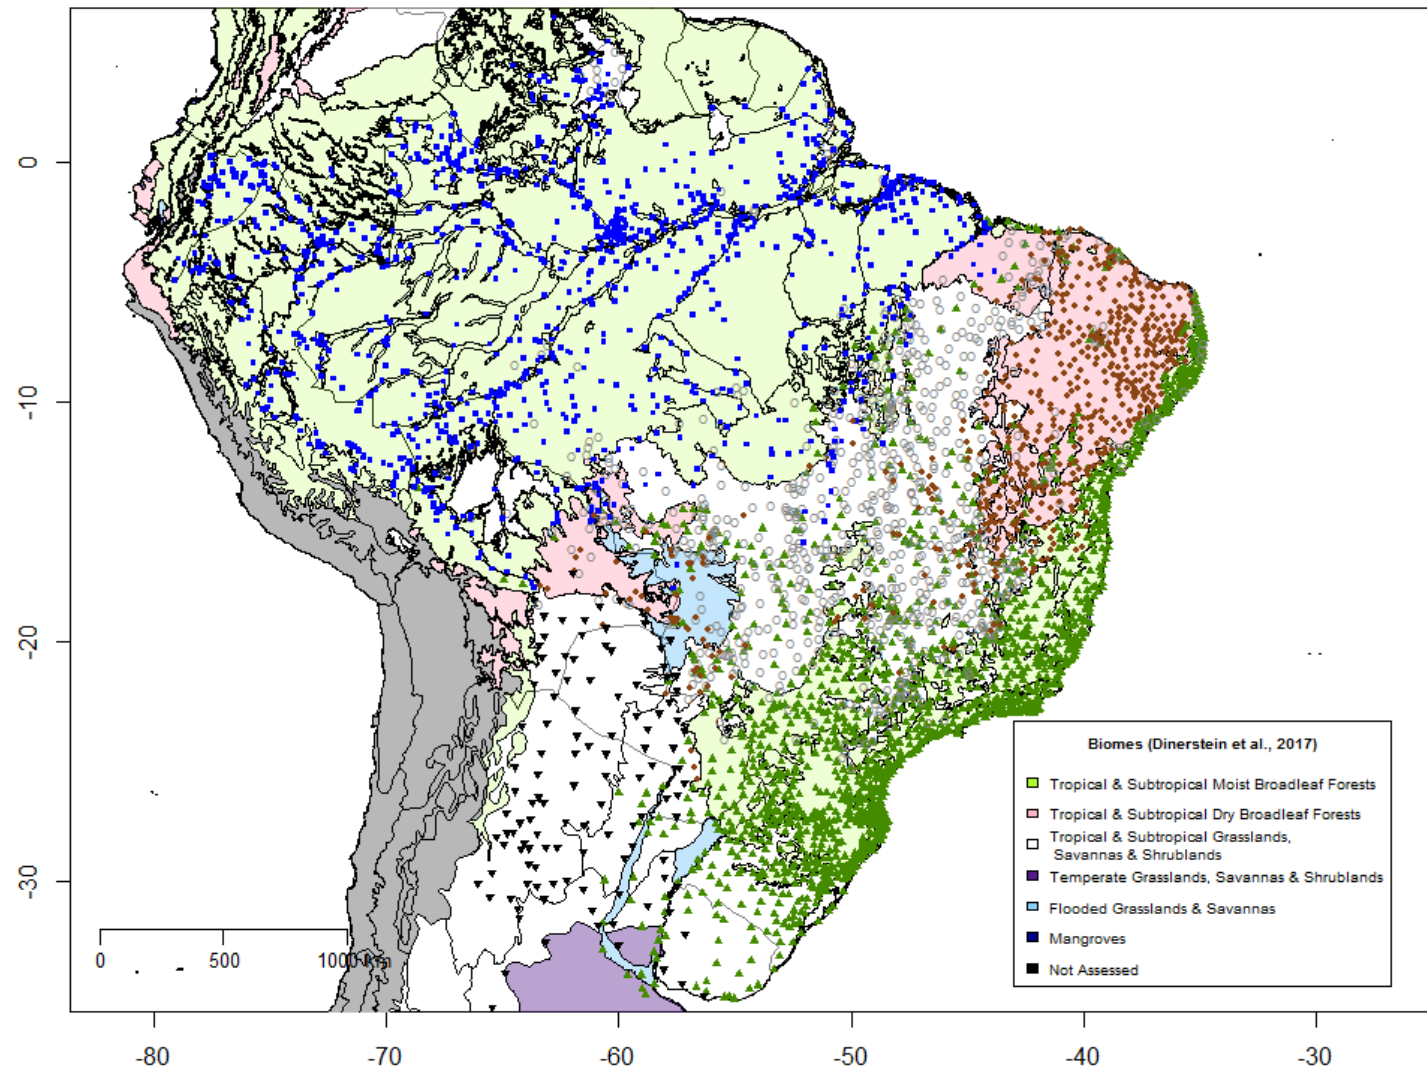 0
-10
-20
-30
0
500
1000 km
Biomes (Dinerstein et al., 2017)
Tropical & Subtropical Moist Broadleaf Forests
Tropical & Subtropical Dry Broadleaf Forests
Tropical & Subtropical Grasslands,
Savannas & Shrublands
Temperate Grasslands, Savannas & Shrublands
Flooded Grasslands & Savannas
Mangroves
Not Assessed
-80
-70
-60
-50
-40
-30